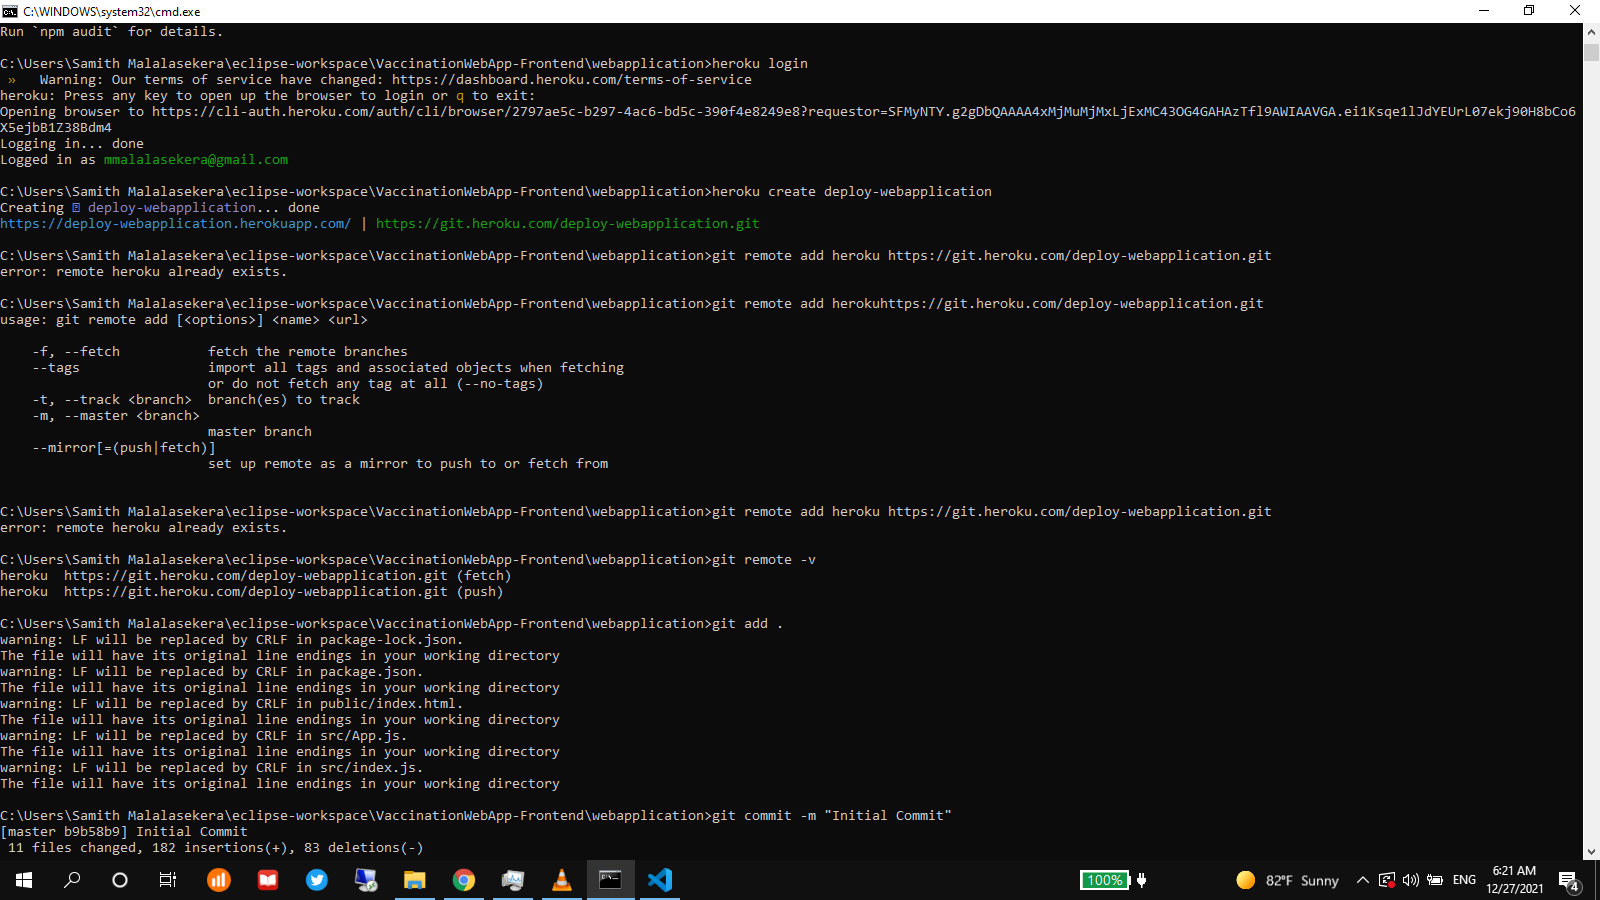 C:\WINDOWS\system32\cmd.exe
Run `npm audit` for details.
C:\Users\Samith Malalasekera\eclipse-workspace\VaccinationWebApp-Frontend\webapplication>heroku login
»   Warning: Our terms of service have changed: https://dashboard.heroku.com/terms-of-service
heroku: Press any key to open up the browser to login or q to exit:
Opening browser to https://cli-auth.heroku.com/auth/cli/browser/2797ae5c-b297-4ac6-bd5c-390f4e8249e8?requestor=SFMyNTY.g2gDbQAAAA4xMjMuMjMxLjExMC43OG4GAHAzTfl9AWIAAVGA.ei1Ksqe1lJdYEUrL07ekj90H8bCo6
X5ejbB1Z38Bdm4
Logging in... done
Logged in as mmalalasekera@gmail.com
C:\Users\Samith Malalasekera\eclipse-workspace\VaccinationWebApp-Frontend\webapplication>heroku create deploy-webapplication
Creating deploy-webapplication... done
https://deploy-webapplication.herokuapp.com/ | https://git.heroku.com/deploy-webapplication.git
C:\Users\Samith Malalasekera\eclipse-workspace\VaccinationWebApp-Frontend\webapplication>git remote add heroku https://git.heroku.com/deploy-webapplication.git
error: remote heroku already exists.
C:\Users\Samith Malalasekera\eclipse-workspace\VaccinationWebApp-Frontend\webapplication>git remote add herokuhttps://git.heroku.com/deploy-webapplication.git
usage: git remote add [<options>] <name> <url>
-f, --fetch           fetch the remote branches
--tags                import all tags and associated objects when fetching
or do not fetch any tag at all (--no-tags)
-t, --track <branch>  branch(es) to track
-m, --master <branch>
master branch
--mirror[=(push|fetch)]
set up remote as a mirror to push to or fetch from
C:\Users\Samith Malalasekera\eclipse-workspace\VaccinationWebApp-Frontend\webapplication>git remote add heroku https://git.heroku.com/deploy-webapplication.git
error: remote heroku already exists.
C:\Users\Samith Malalasekera\eclipse-workspace\VaccinationWebApp-Frontend\webapplication>git remote -v
heroku  https://git.heroku.com/deploy-webapplication.git (fetch)
heroku  https://git.heroku.com/deploy-webapplication.git (push)
C:\Users\Samith Malalasekera\eclipse-workspace\VaccinationWebApp-Frontend\webapplication>git add .
warning: LF will be replaced by CRLF in package-lock.json.
The file will have its original line endings in your working directory
warning: LF will be replaced by CRLF in package.json.
The file will have its original line endings in your working directory
warning: LF will be replaced by CRLF in public/index.html.
The file will have its original line endings in your working directory
warning: LF will be replaced by CRLF in src/App.js.
The file will have its original line endings in your working directory
warning: LF will be replaced by CRLF in src/index.js.
The file will have its original line endings in your working directory
C:\Users\Samith Malalasekera\eclipse-workspace\VaccinationWebApp-Frontend\webapplication>git commit -m "Initial Commit"
[master b9b58b9] Initial Commit
11 files changed, 182 insertions(+), 83 deletions(-)
100%
82°F Sunny
ENG
6:21 AM
12/27/2021
4